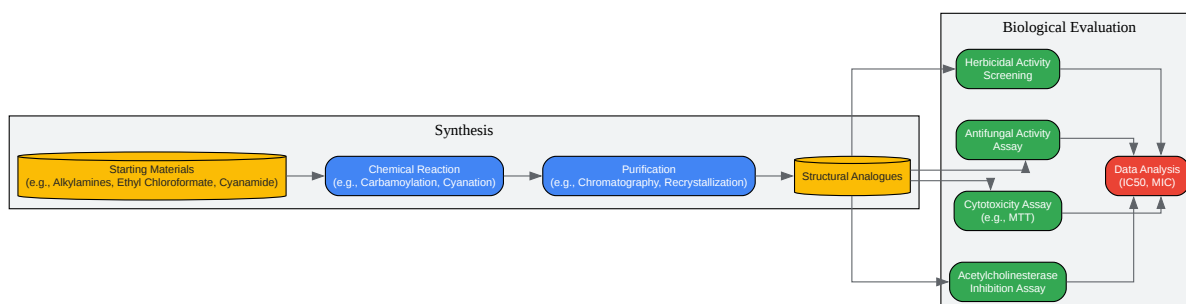 Biological Evaluation
Herbicidal Activity
Screening
Synthesis
Antifungal Activity
Assay
Starting Materials
(e.g., Alkylamines, Ethyl Chloroformate, Cyanamide)
Chemical Reaction
(e.g., Carbamoylation, Cyanation)
Purification
(e.g., Chromatography, Recrystallization)
Structural Analogues
Data Analysis
(IC50, MIC)
Cytotoxicity Assay
(e.g., MTT)
Acetylcholinesterase
Inhibition Assay